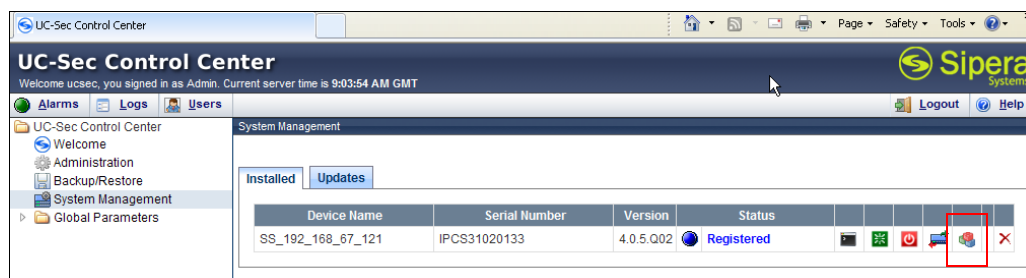 UC-Sec Control Center
Page Safety Tools
UC-Sec Control Center
Welcome ucsec, you signed in as Admin. Current server time is 9:03:54 AM GMT
Sipera
Systems
Alarms Logs Users Logout Help
UC-Sec Control Center
Welcome
Administration
Backup/Restore
System Management
Global Parameters
System Management
Installed Updates
Device Name Serial Number Version Status
SS_192_168_67_121 IPCS31020133 4.0.5.Q02 Registered